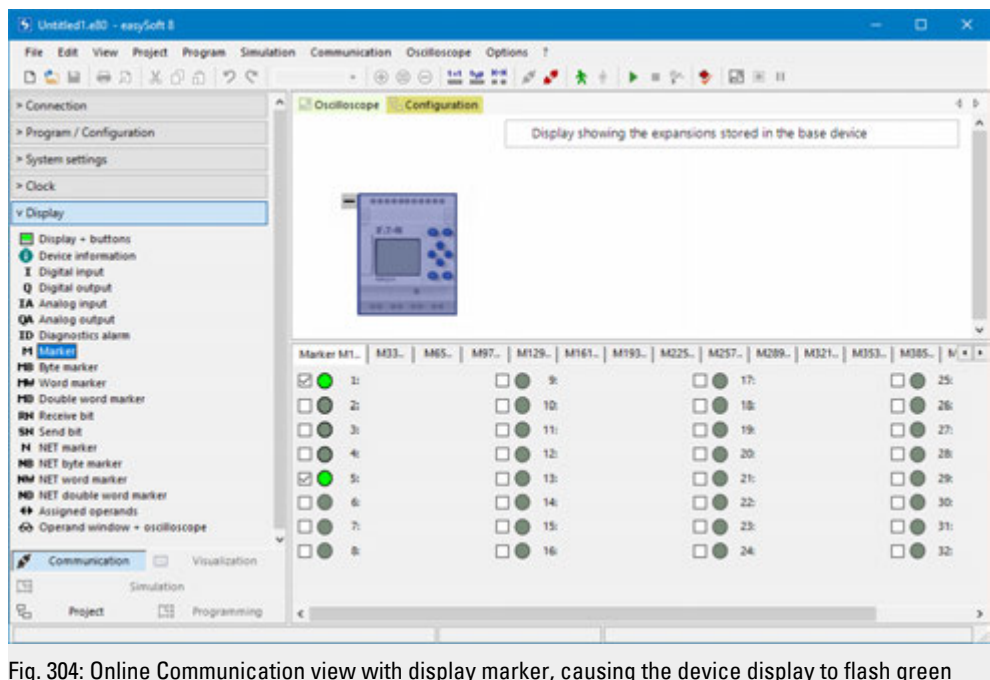 Untitled1.e80 - easySoft 8
File Edit View Project Program Simulation Communication Oscilloscope Options ?
> Connection
> Program / Configuration
> System settings
> Clock
v Display
Display + buttons
Device information
I Digital input
Q Digital output
IA Analog input
QA Analog output
ID Diagnostics alarm
M Marker
MB Byte marker
MW Word marker
MD Double word marker
RN Receive bit
SN Send bit
N NET marker
NB NET byte marker
NW NET word marker
ND NET double word marker
Assigned operands
Operand window + oscilloscope
Communication Visualization
Simulation
Project Programming
Oscilloscope Configuration
Display showing the expansions stored in the base device
E.T.N
Marker M1... M33... M65... M97... M129... M161... M193... M225... M257... M289... M321... M353... M385... M
1: 9: 17: 25:
2: 10: 18: 26:
3: 11: 19: 27:
4: 12: 20: 28:
5: 13: 21: 29:
6: 14: 22: 30:
7: 15: 23: 31:
8: 16: 24: 32:
Fig. 304: Online Communication view with display marker, causing the device display to flash green